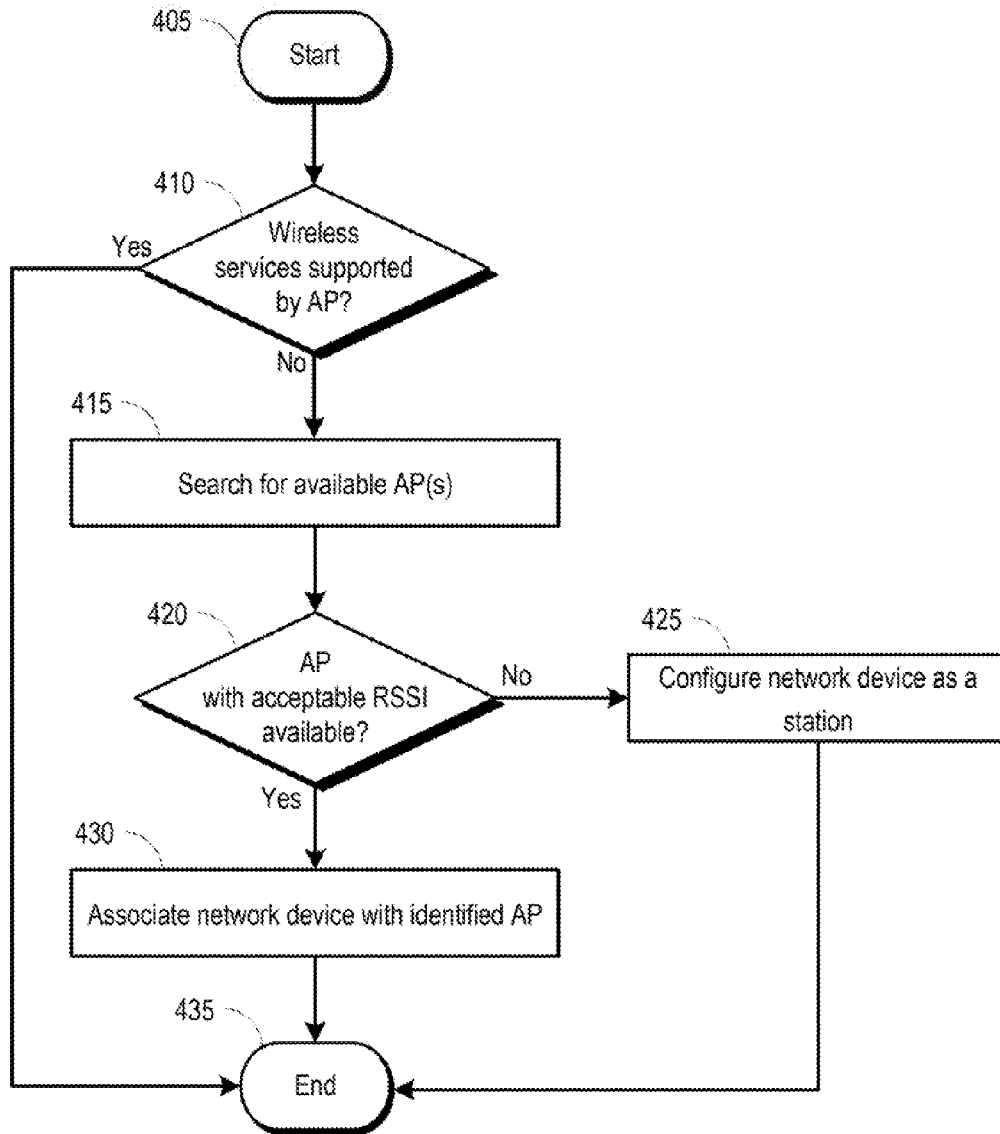 405
Start
410
Yes
Wireless
services supported
by AP?
No
415
Search for available AP(s)
420
AP
with acceptable RSSI
available?
No
425
Configure network device as a
station
Yes
430
Associate network device with identified AP
435
End